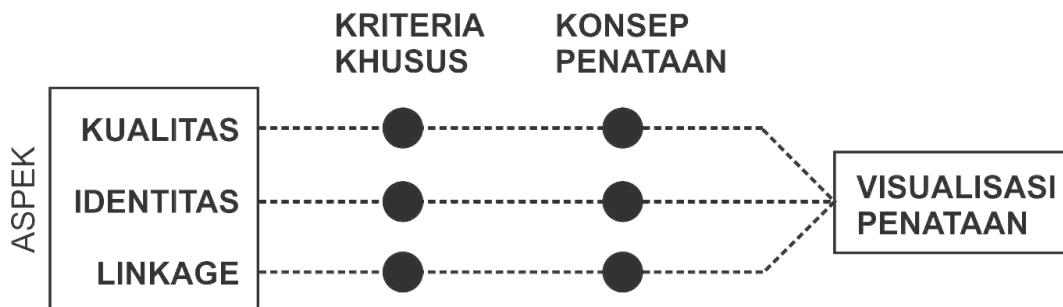 KRITERIA
KHUSUS
KONSEP
PENATAAN
ASPEK
KUALITAS
IDENTITAS
LINKAGE
VISUALISASI
PENATAAN